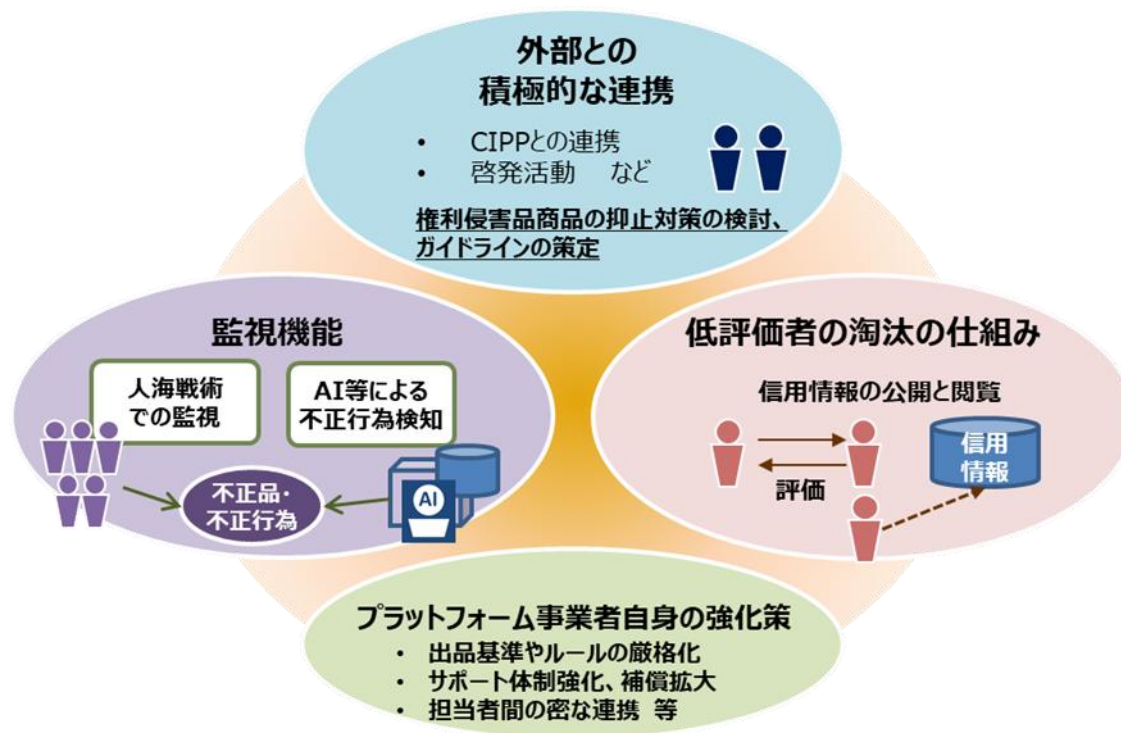 外部との
積極的な連携
• CIPPとの連携
• 啓発活動 など
権利侵害品商品の抑止対策の検討、
ガイドラインの策定
監視機能
人海戦術
での監視
AI等による
不正行為検知
不正品・
不正行為
AI
低評価者の淘汰の仕組み
信用情報の公開と閲覧
評価
信用
情報
プラットフォーム事業者自身の強化策
• 出品基準やルールの厳格化
• サポート体制強化、補償拡大
• 担当者間の密な連携 等